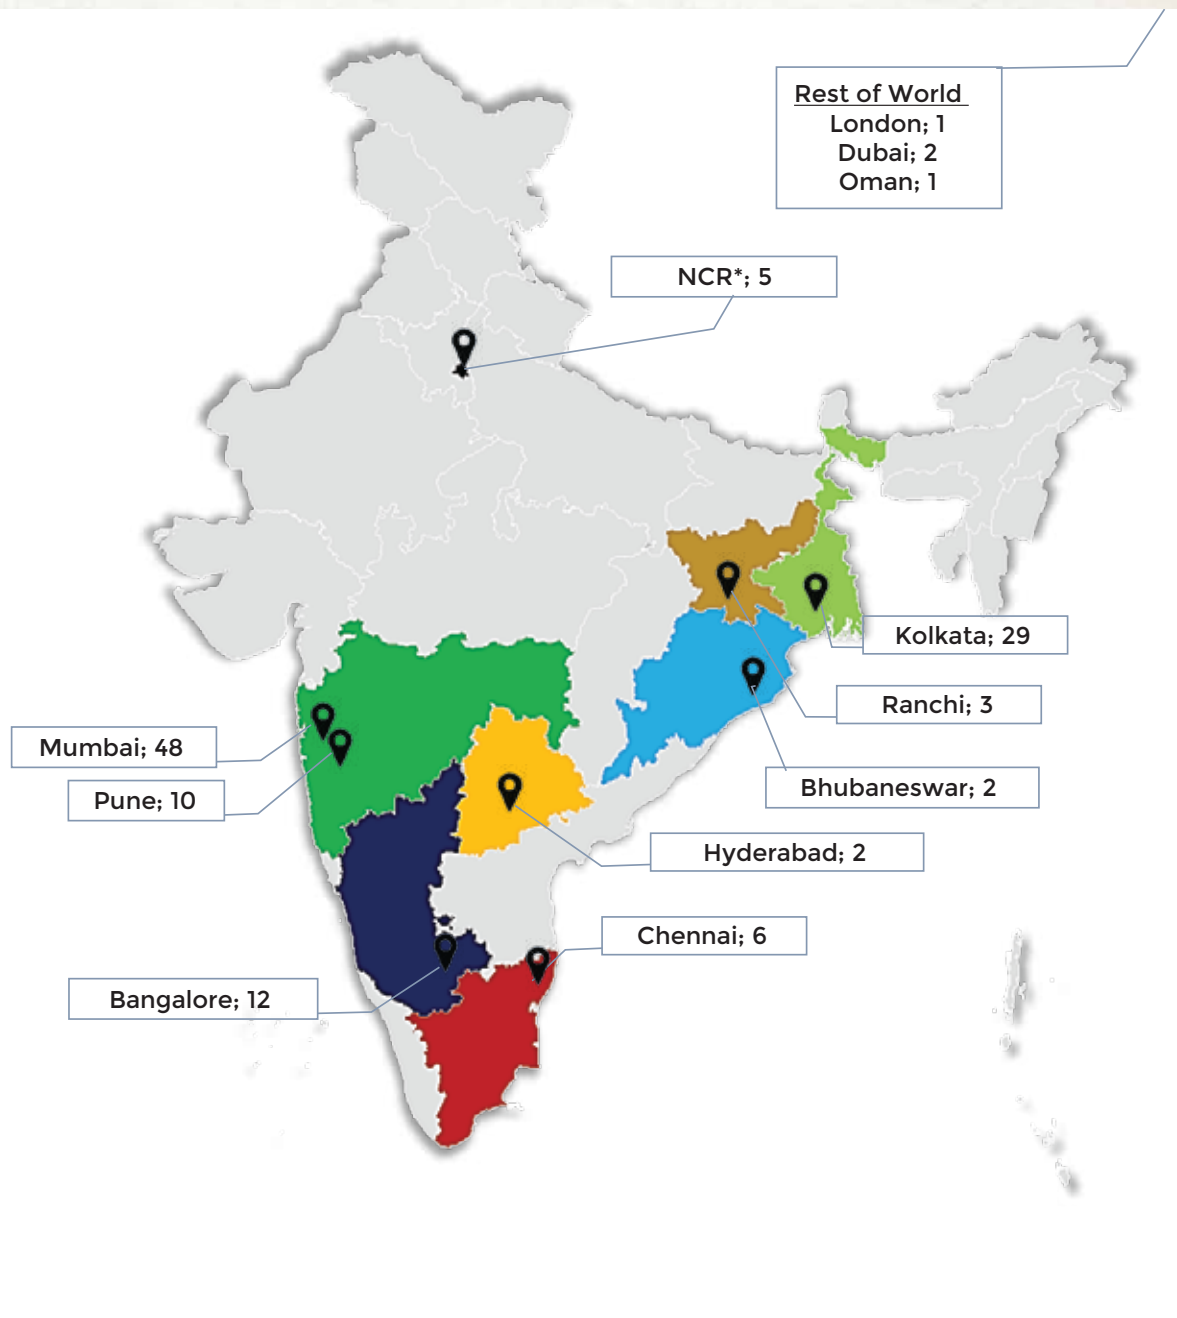 Rest of World
London; 1
Dubai; 2
Oman; 1
NCR*; 5
Kolkata; 29
Ranchi; 3
Mumbai; 48
Bhubaneswar; 2
Pune; 10
Hyderabad; 2
Chennai; 6
Bangalore; 12